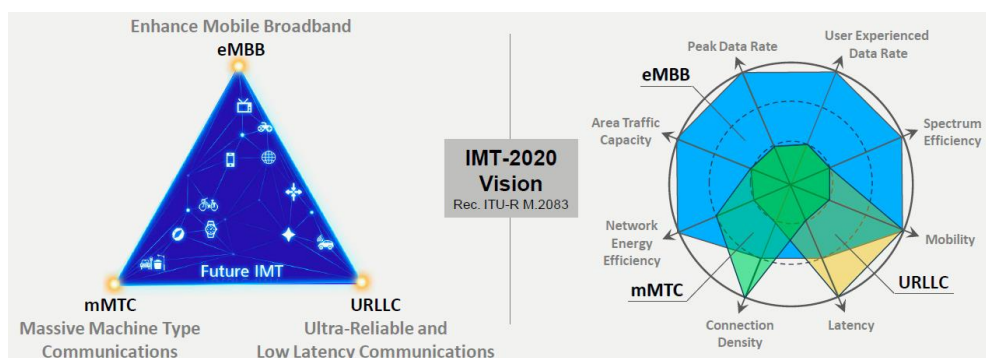 Enhance Mobile Broadband
eMBB
Future IMT
mMTC
Massive Machine Type
Communications
URLLC
Ultra-Reliable and
Low Latency Communications
IMT-2020
Vision
Rec. ITU-R M.2083
Peak Data Rate
User Experienced
Data Rate
eMBB
Area Traffic
Capacity
Spectrum
Efficiency
Network
Energy
Efficiency
Mobility
mMTC
URLLC
Connection
Density
Latency